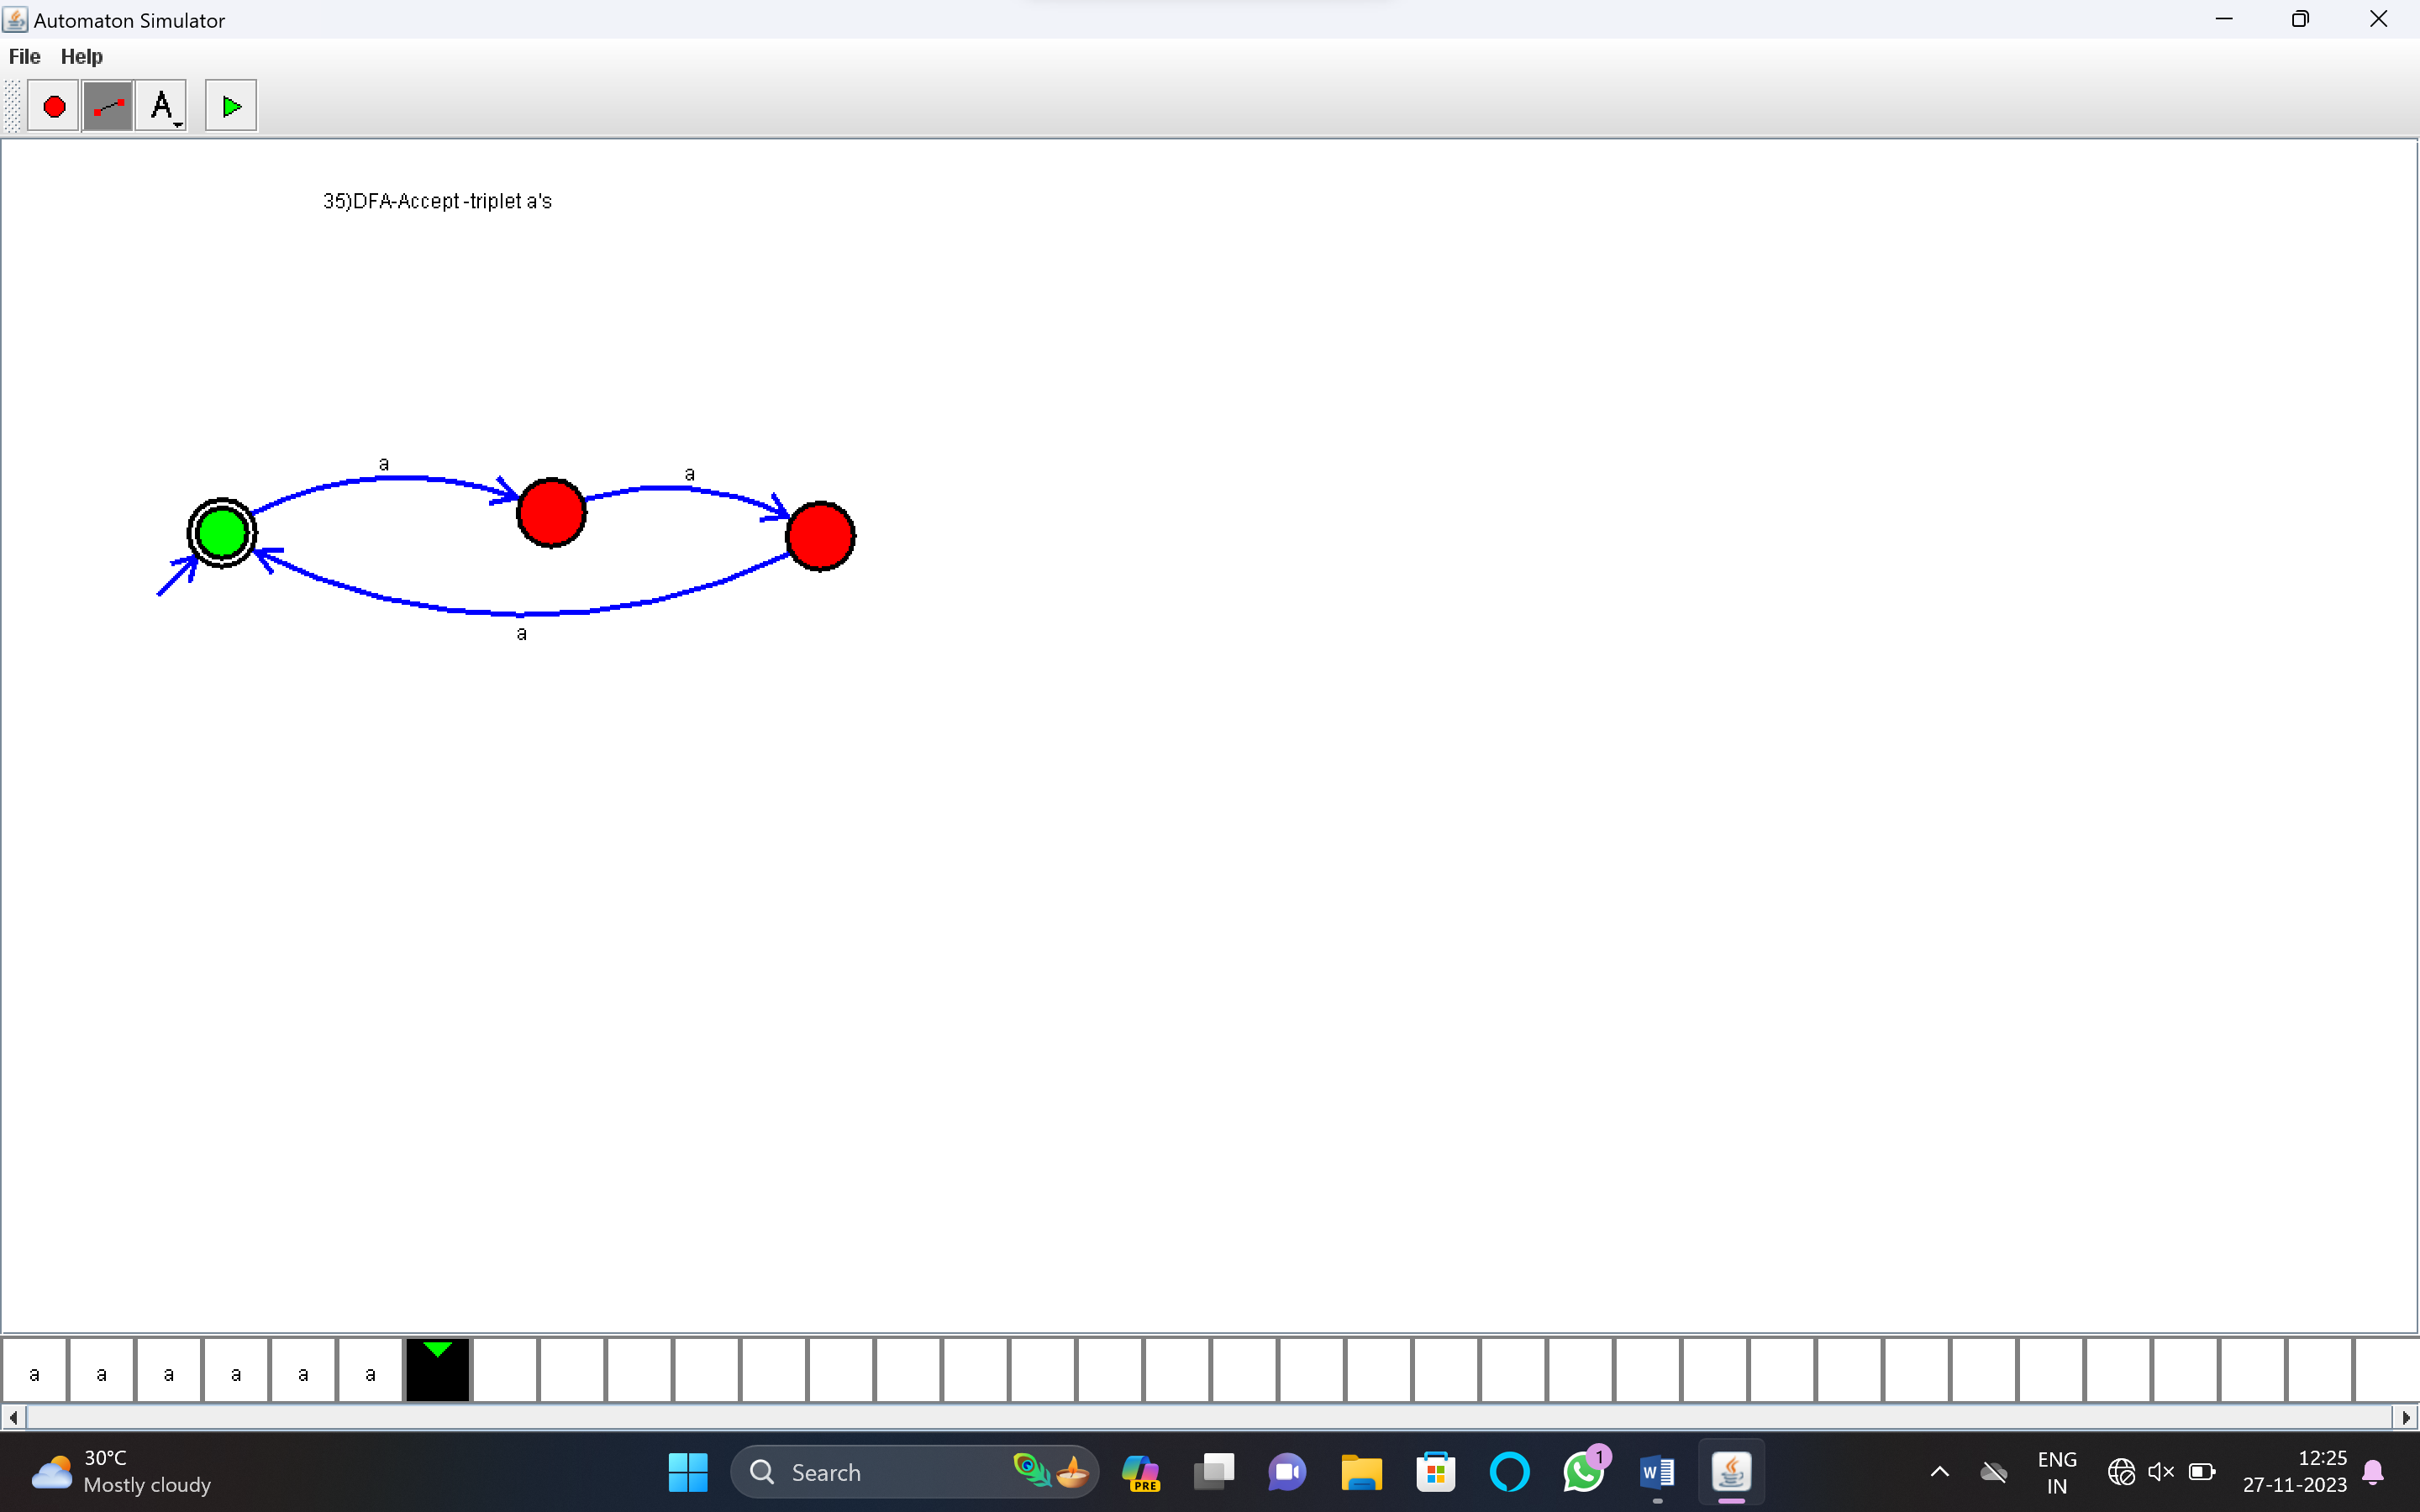 Automaton Simulator
File Help
A
35)DFA-Accept-triplet a's
a
a
a
a a a a a a
30°C
Mostly cloudy
Search
PRE
1
W
ENG
IN
12:25
27-11-2023